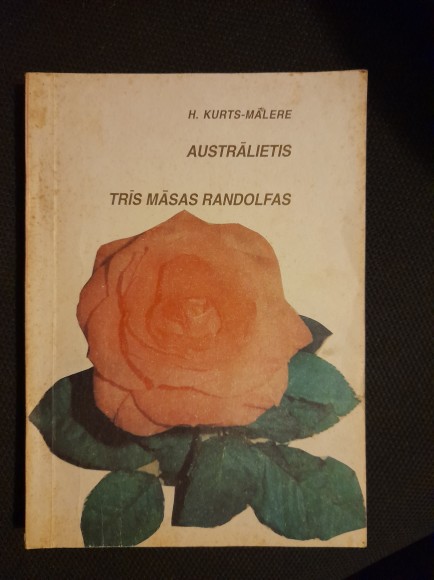 H. KURTS-MĀLERE
AUSTRĀLIETIS
TRĪS MĀSAS RANDOLFAS